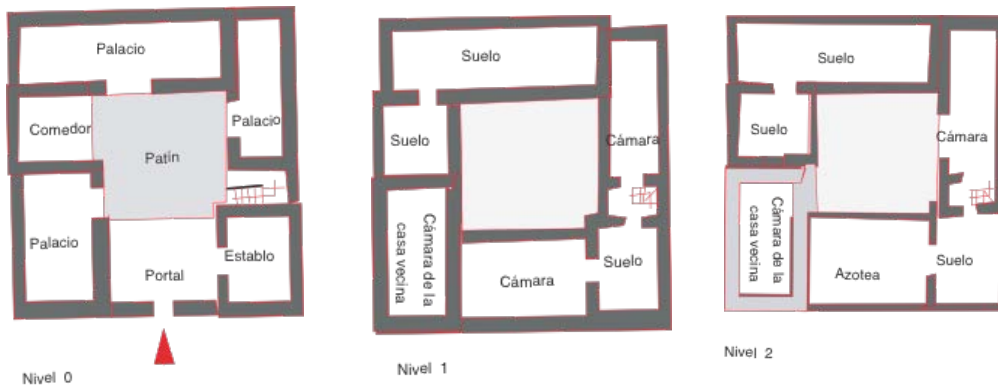 Palacio
Comedor
Palacio
Patín
Palacio
Portal
Establo
Nivel 0
Suelo
Suelo
Cámara
Cámara de la
casa vecina
Cámara
Suelo
Nivel 1
Suelo
Suelo
Cámara
Cámara de la
casa vecina
Azotea
Suelo
Nivel 2